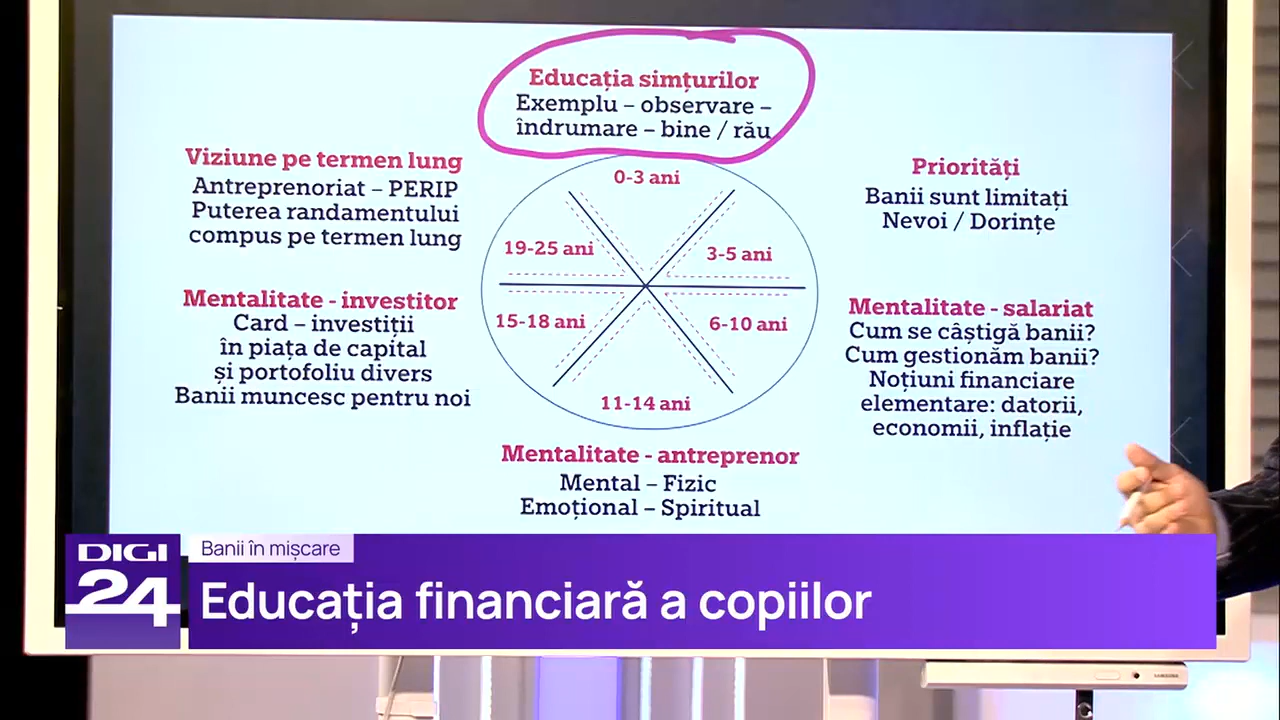 Educația simțurilor
Exemplu – observare –
îndrumare – bine / rău
Viziune pe termen lung
Antreprenoriat – PERIP
Puterea randamentului
compus pe termen lung
Priorități
Banii sunt limitați
Nevoi / Dorințe
0-3 ani
19-25 ani
3-5 ani
15-18 ani
6-10 ani
11-14 ani
Mentalitate - investitor
Card – investiții
în piața de capital
și portofoliu divers
Banii muncesc pentru noi
Mentalitate - salariat
Cum se câștigă banii?
Cum gestionăm banii?
Noțiuni financiare
elementare: datorii,
economii, inflație
Mentalitate - antreprenor
Mental – Fizic
Emoțional – Spiritual
DIGI
24
Banii în mișcare
Educația financiară a copiilor
SAMSUNG